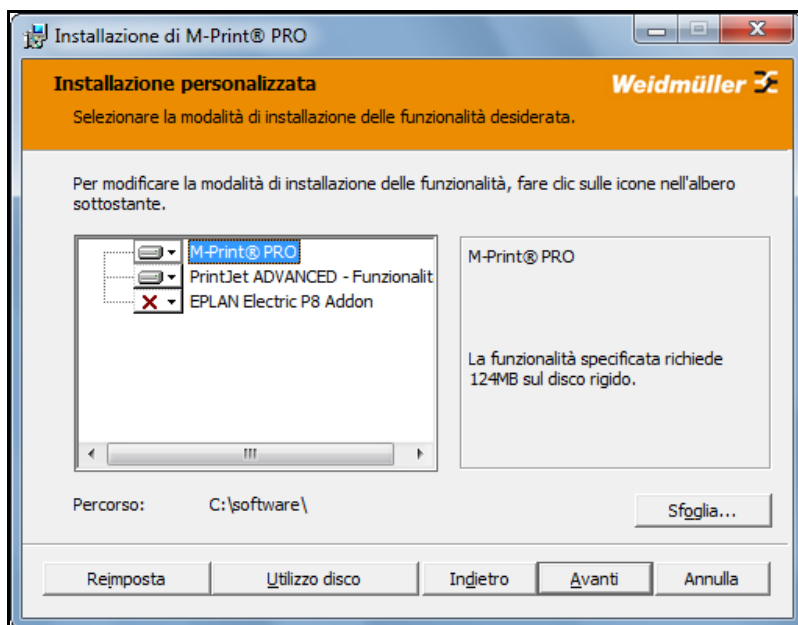 Installazione di M-Print® PRO
Installazione personalizzata
Weidmüller
Selezionare la modalità di installazione delle funzionalità desiderata.
Per modificare la modalità di installazione delle funzionalità, fare clic sulle icone nell'albero
sottostante.
M-Print® PRO
PrintJet ADVANCED - Funzionalit
EPLAN Electric P8 Addon
M-Print® PRO
La funzionalità specificata richiede
124MB sul disco rigido.
Percorso: C:\software\
Sfoglia...
Reimposta Utilizzo disco Indietro Avanti Annulla